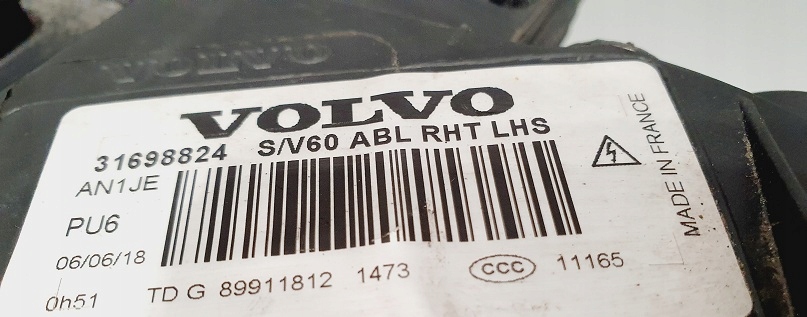 VOLVO
VOLVO
31698824 S/V60 ABL RHT LHS
AN1JE
PU6
06/06/18
0h51 TD G 89911812 1473 CCC 11165
MADE IN FRANCE